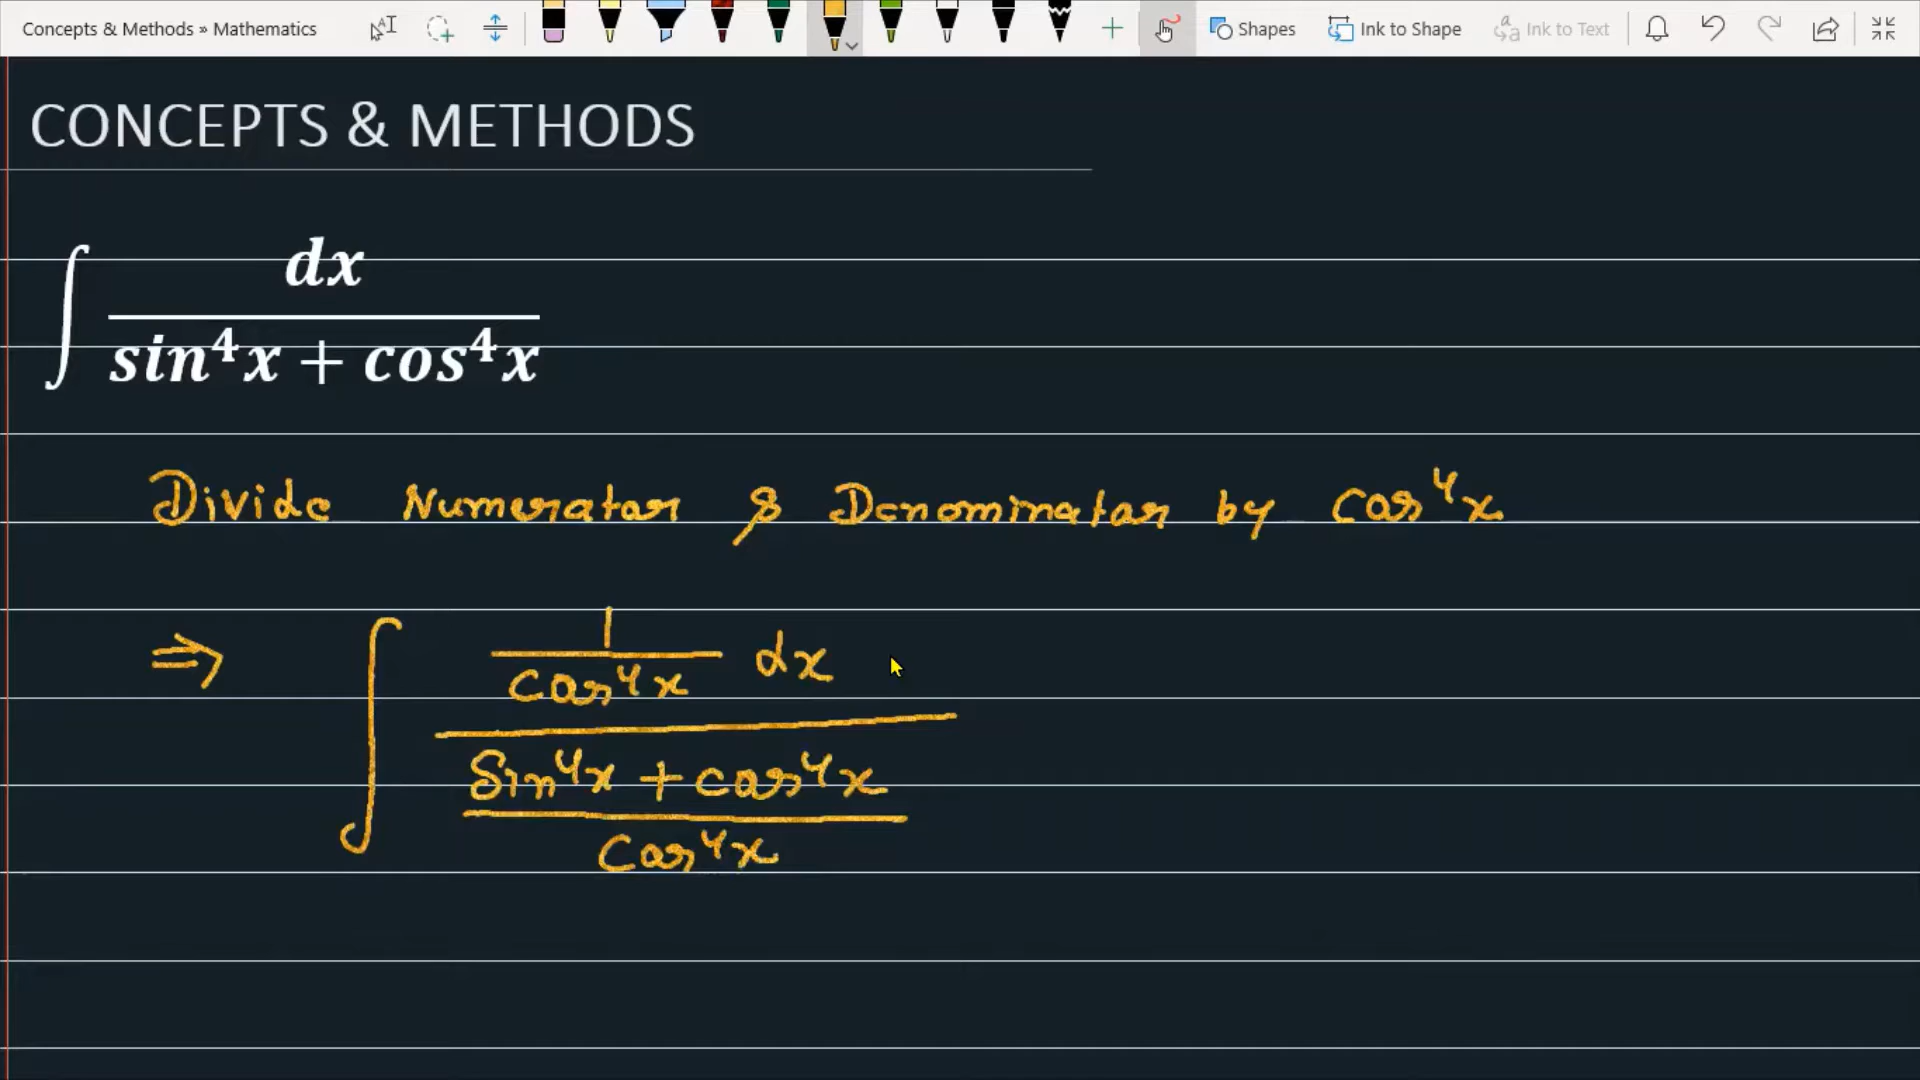 Concepts & Methods » Mathematics Shapes Ink to Shape Ink to Text
CONCEPTS & METHODS
∫ dx / (sin⁴x + cos⁴x)
Divide Numerator & Denominator by Cos⁴x
⇒ ∫ (1 / Cos⁴x) dx / ((Sin⁴x + cos⁴x) / Cos⁴x)